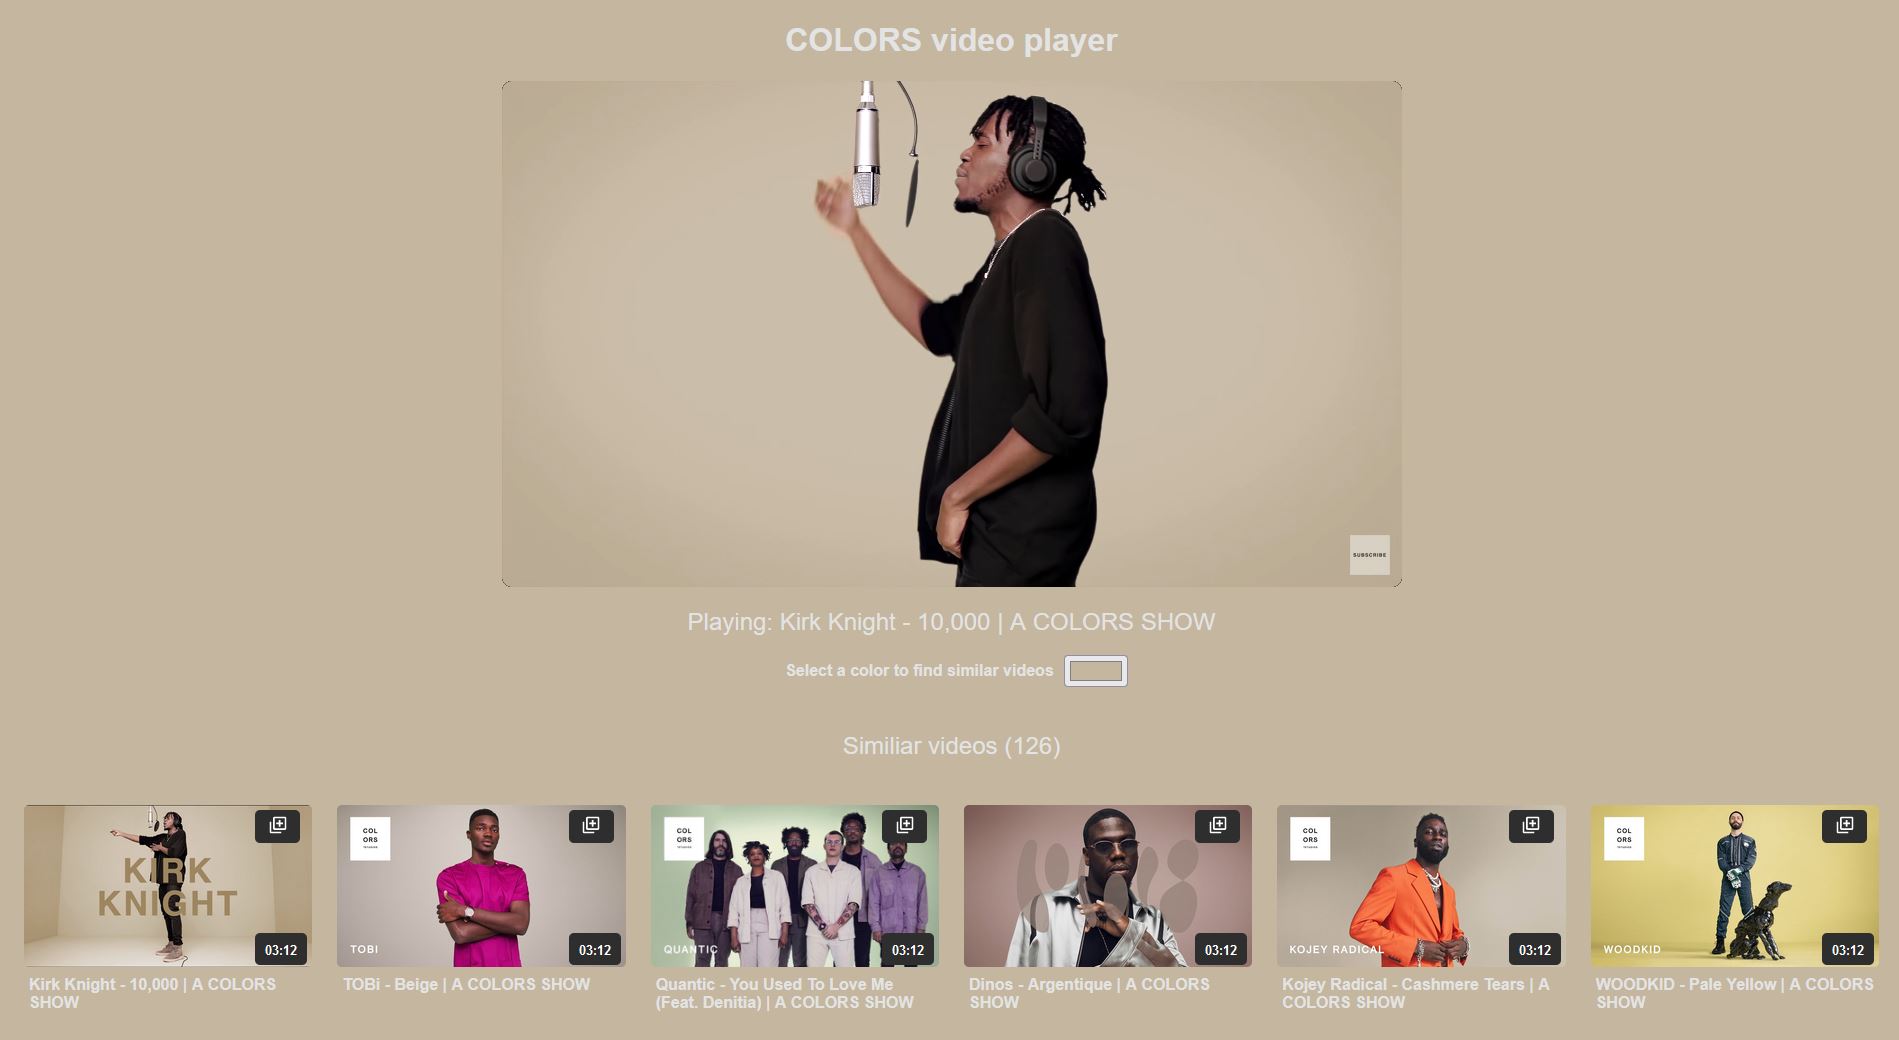 COLORS video player
SUBSCRIBE
Playing: Kirk Knight - 10,000 | A COLORS SHOW
Select a color to find similar videos
Similiar videos (126)
KIRK
KNIGHT
03:12
Kirk Knight - 10,000 | A COLORS
SHOW
COL
ORS
TOBI
03:12
TOBi - Beige | A COLORS SHOW
COL
ORS
QUANTIC
03:12
Quantic - You Used To Love Me
(Feat. Denitia) | A COLORS SHOW
03:12
Dinos - Argentique | A COLORS
SHOW
COL
ORS
KOJEY RADICAL
03:12
Kojey Radical - Cashmere Tears | A
COLORS SHOW
COL
ORS
WOODKID
03:12
WOODKID - Pale Yellow | A COLORS
SHOW